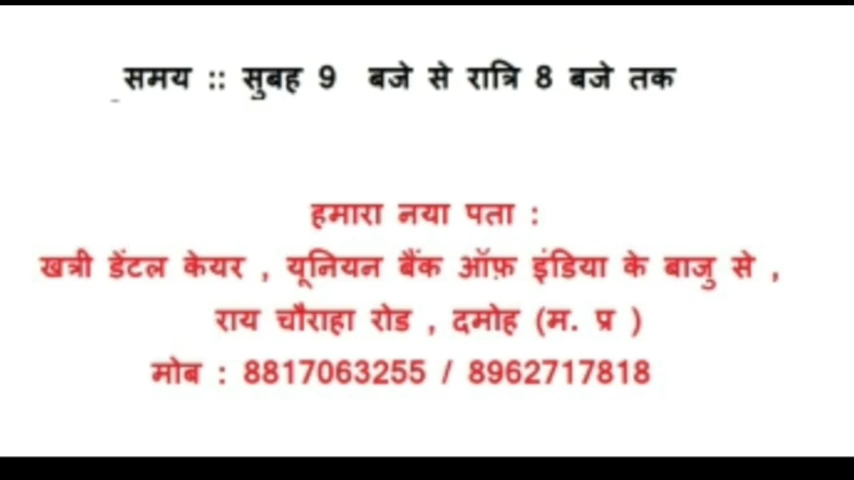 समय :: सुबह 9 बजे से रात्रि 8 बजे तक
हमारा नया पता :
खत्री डेंटल केयर , यूनियन बैंक ऑफ़ इंडिया के बाजु से ,
राय चौराहा रोड , दमोह (म. प्र )
मोब : 8817063255 / 8962717818